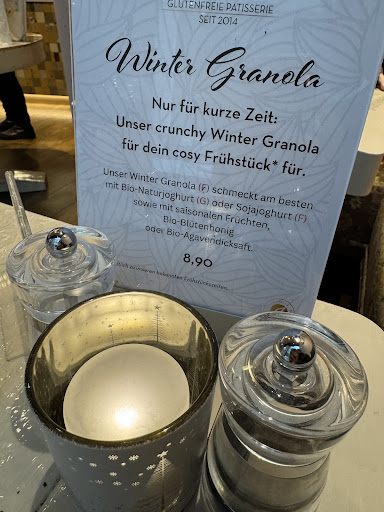 GLUTENFREIE PATISSERIE
SEIT 2014
Winter Granola
Nur für kurze Zeit:
Unser crunchy Winter Granola
für dein cosy Frühstück* für.
Unser Winter Granola (F) schmeckt am besten
mit Bio-Naturjoghurt (G) oder Sojajoghurt (F)
sowie mit saisonalen Früchten,
Bio-Blütenhonig
oder Bio-Agavendicksaft.
8,90